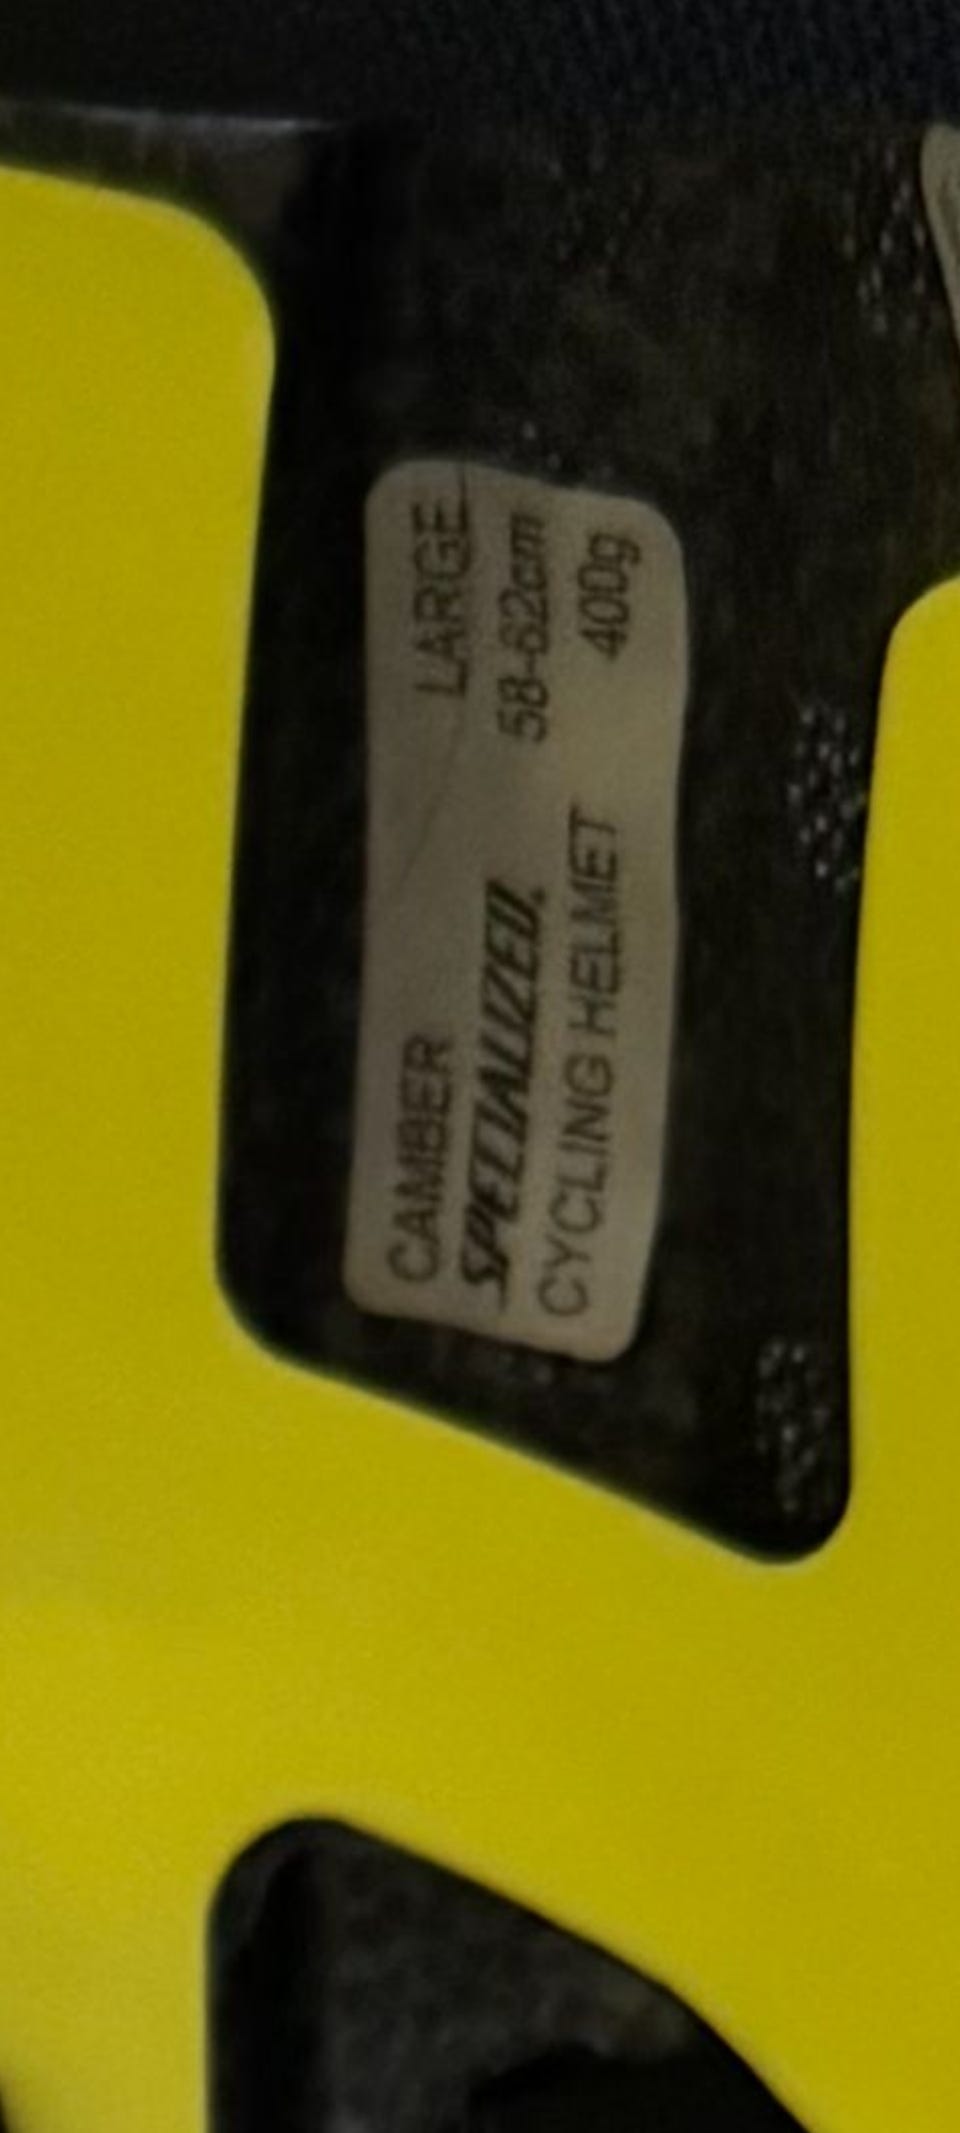 CAMBER LARGE
SPECIALIZED. 58-62cm
CYCLING HELMET 400g